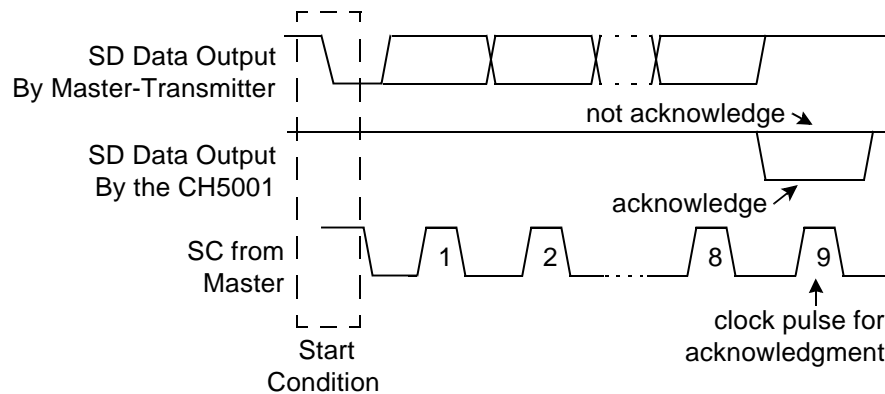 SD Data Output
By Master-Transmitter
not acknowledge
SD Data Output
By the CH5001
acknowledge
SC from
Master
1 2 8 9
clock pulse for
acknowledgment
Start
Condition